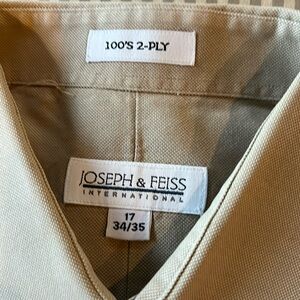 100'S 2-PLY
JOSEPH & FEISS
INTERNATIONAL
17
34/35